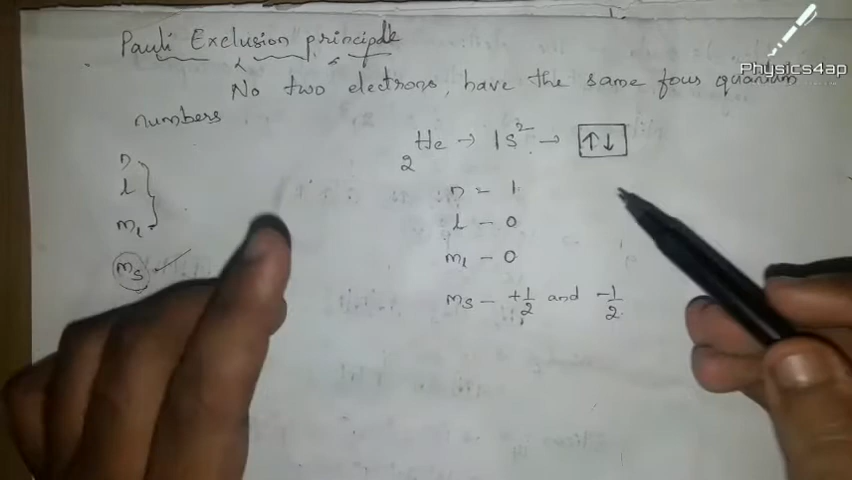 Pauli Exclusion principle
No two electrons, have the same four quantum
numbers
₂He → 1s² → ↑↓
n
l
mₗ
mₛ
n = 1
l - 0
mₗ - 0
mₛ - +1/2 and -1/2
Physics4ap